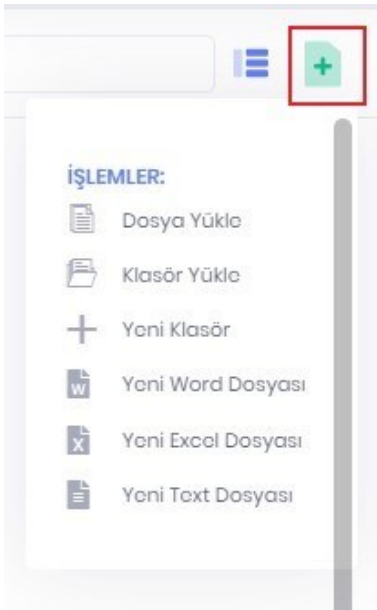 İŞLEMLER:
Dosya Yükle
Klasör Yükle
Yeni Klasör
Yeni Word Dosyası
Yeni Excel Dosyası
Yeni Text Dosyası